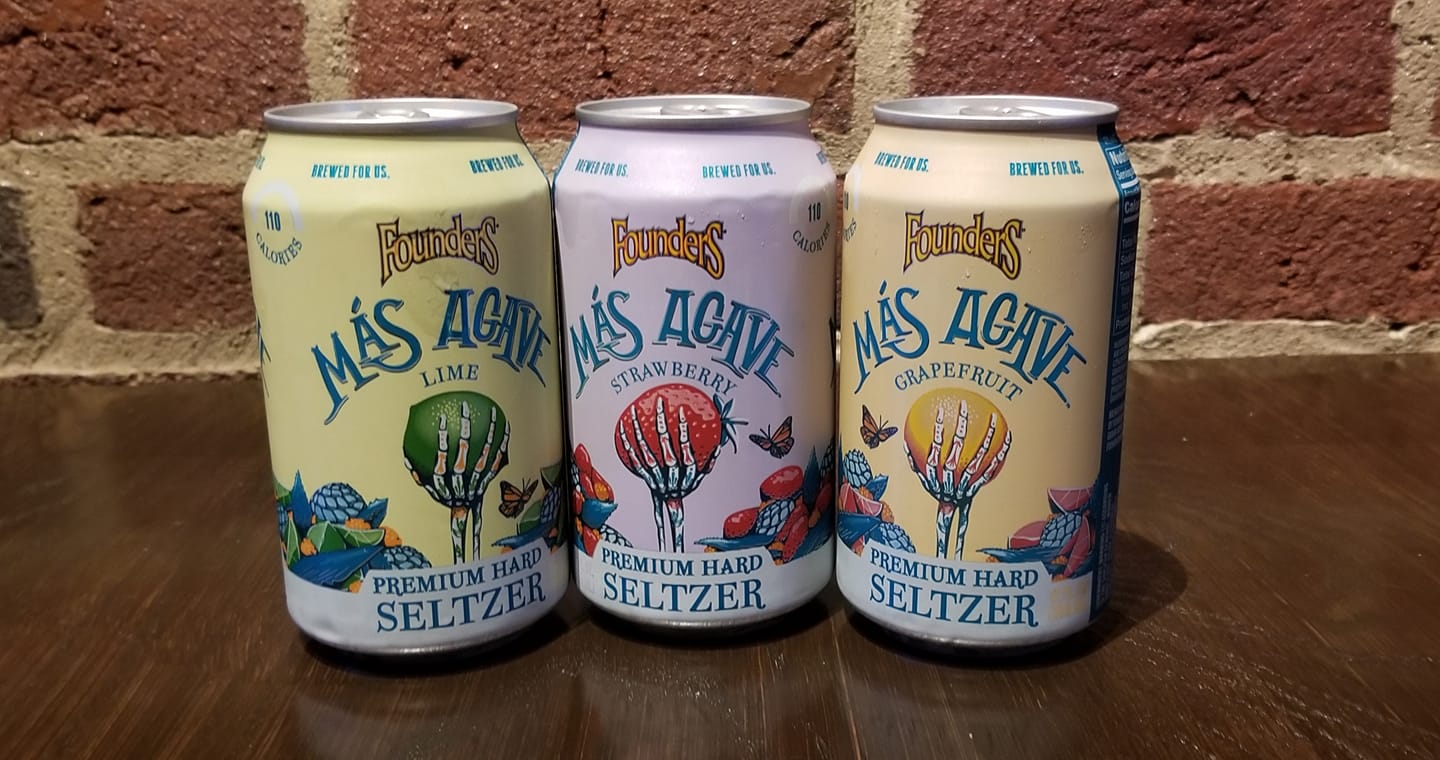 BREWED FOR US.
BREWED FOR US.
110
CALORIES
Founders
MÁS AGAVE
LIME
PREMIUM HARD
SELTZER
BREWED FOR US.
BREWED FOR US.
110
CALORIES
Founders
MÁS AGAVE
STRAWBERRY
PREMIUM HARD
SELTZER
BREWED FOR US.
BREWED FOR US.
Founders
MÁS AGAVE
GRAPEFRUIT
PREMIUM HARD
SELTZER